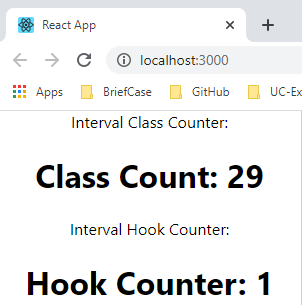 React App
localhost:3000
Apps BriefCase GitHub UC-Ex
Interval Class Counter:
Class Count: 29
Interval Hook Counter:
Hook Counter: 1